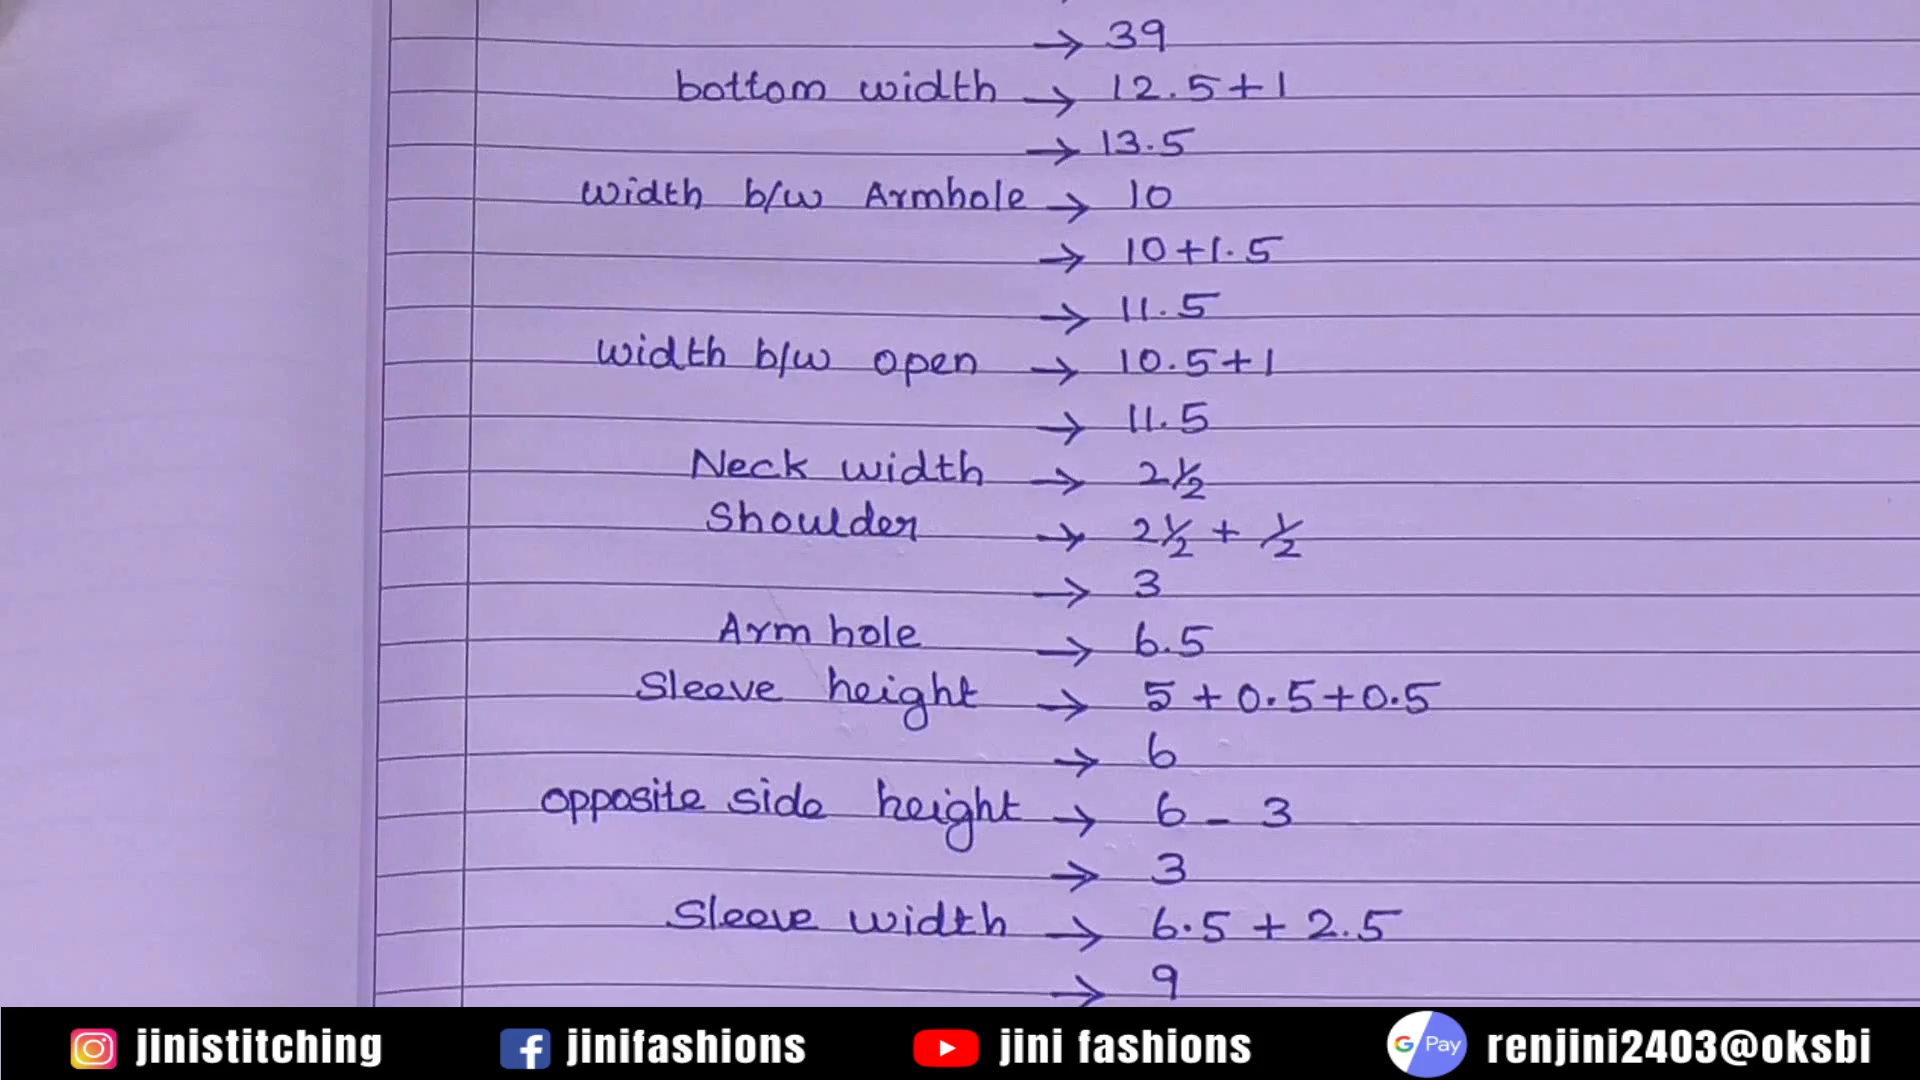 → 39
bottom width → 12.5+1
→ 13.5
width b/w Armhole → 10
→ 10+1.5
→ 11.5
width b/w open → 10.5+1
→ 11.5
Neck width → 2½
Shoulder → 2½ + ½
→ 3
Arm hole → 6.5
Sleeve height → 5+0.5+0.5
→ 6
opposite side height → 6 - 3
→ 3
Sleeve width → 6.5 + 2.5
→ 9
jinistitching jinifashions jini fashions G Pay renjini2403@oksbi